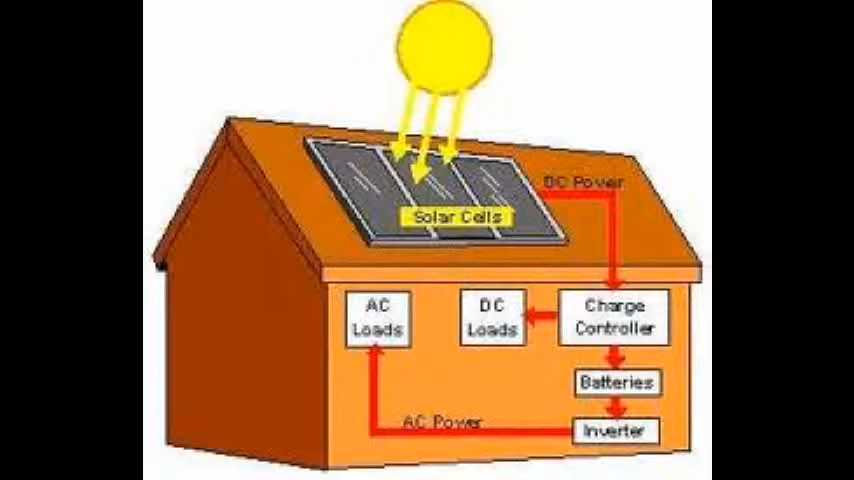 DC Power
Solar Cells
AC
Loads
DC
Loads
Charge
Controller
Batteries
AC Power
Inverter